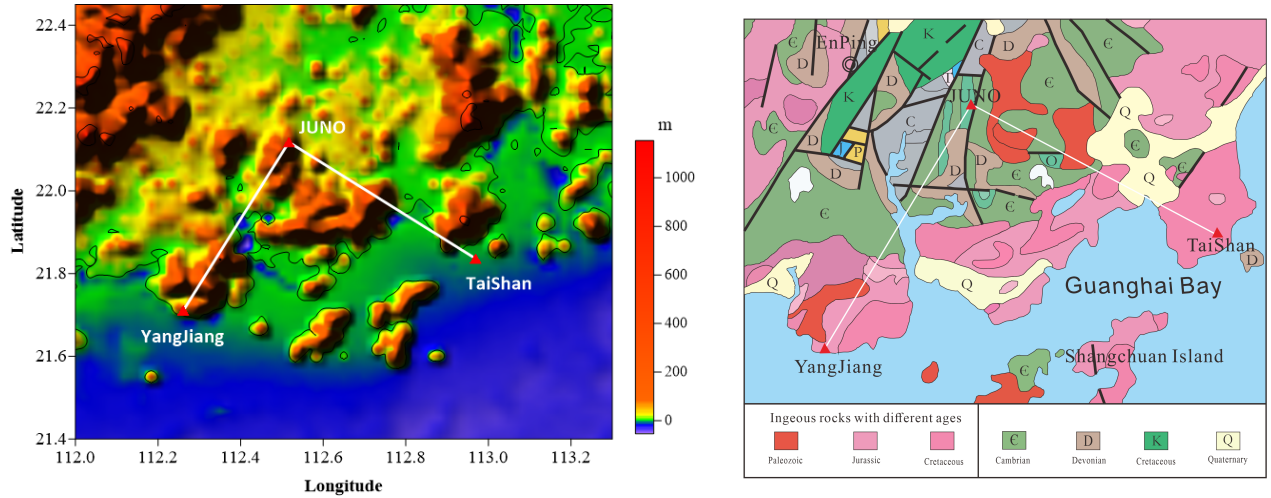 22.4
22.2
22.0
21.8
21.6
21.4
Latitude
112.0
112.2
112.4
112.6
112.8
113.0
113.2
Longitude
JUNO
TaiShan
YangJiang
m
1000
800
600
400
200
0
Є
EnPing
D
K
C
D
Є
T
JUNO
Є
K
Є
D
C
Q
J
P
D
D
D
O
Є
Є
Є
D
Q
Є
Є
TaiShan
D
Q
Q
Guanghai Bay
YangJiang
Є
Shangchuan Island
Ingeous rocks with different ages
Paleozoic
Jurassic
Cretaceous
Є
Cambrian
D
Devonian
K
Cretaceous
Q
Quaternary